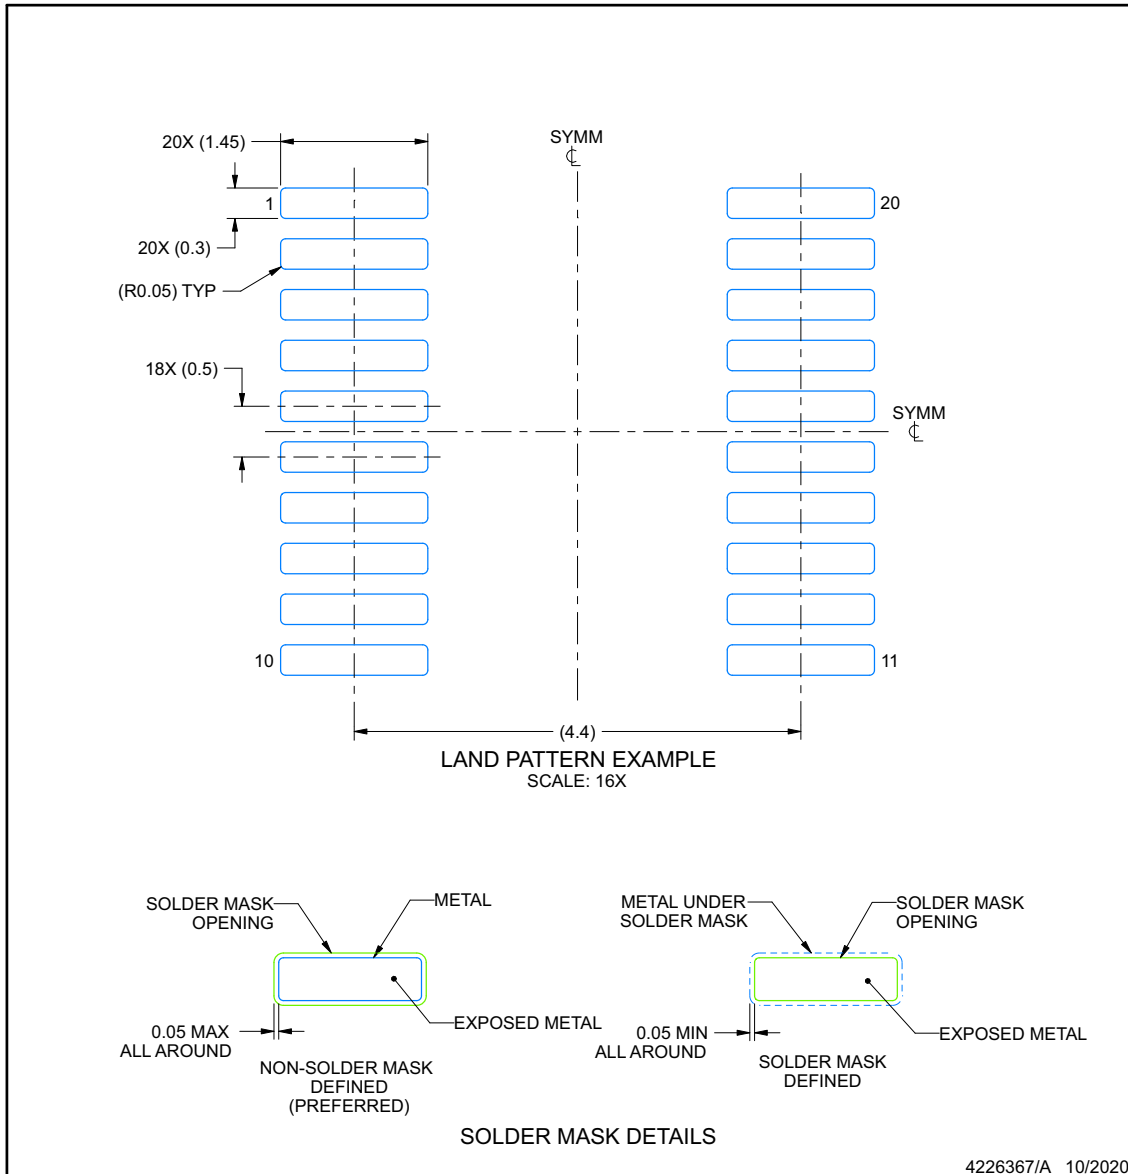 SYMM
CL
20X (1.45)
1
20
20X (0.3)
(R0.05) TYP
18X (0.5)
SYMM
CL
10
11
(4.4)
LAND PATTERN EXAMPLE
SCALE: 16X
SOLDER MASK
OPENING
METAL
0.05 MAX
ALL AROUND
EXPOSED METAL
NON-SOLDER MASK
DEFINED
(PREFERRED)
METAL UNDER
SOLDER MASK
SOLDER MASK
OPENING
0.05 MIN
ALL AROUND
EXPOSED METAL
SOLDER MASK
DEFINED
SOLDER MASK DETAILS
4226367/A 10/2020